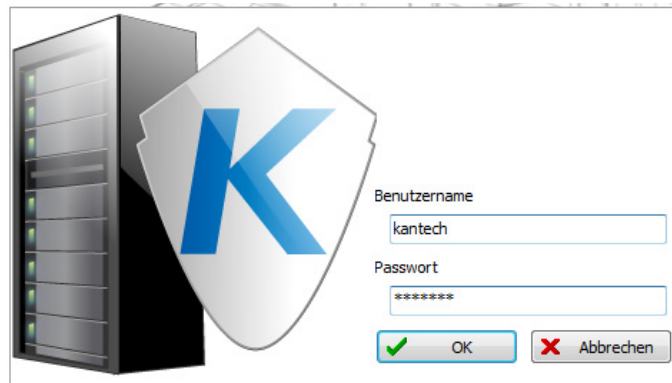 K
Benutzername
kantech
Passwort
*******
OK
Abbrechen